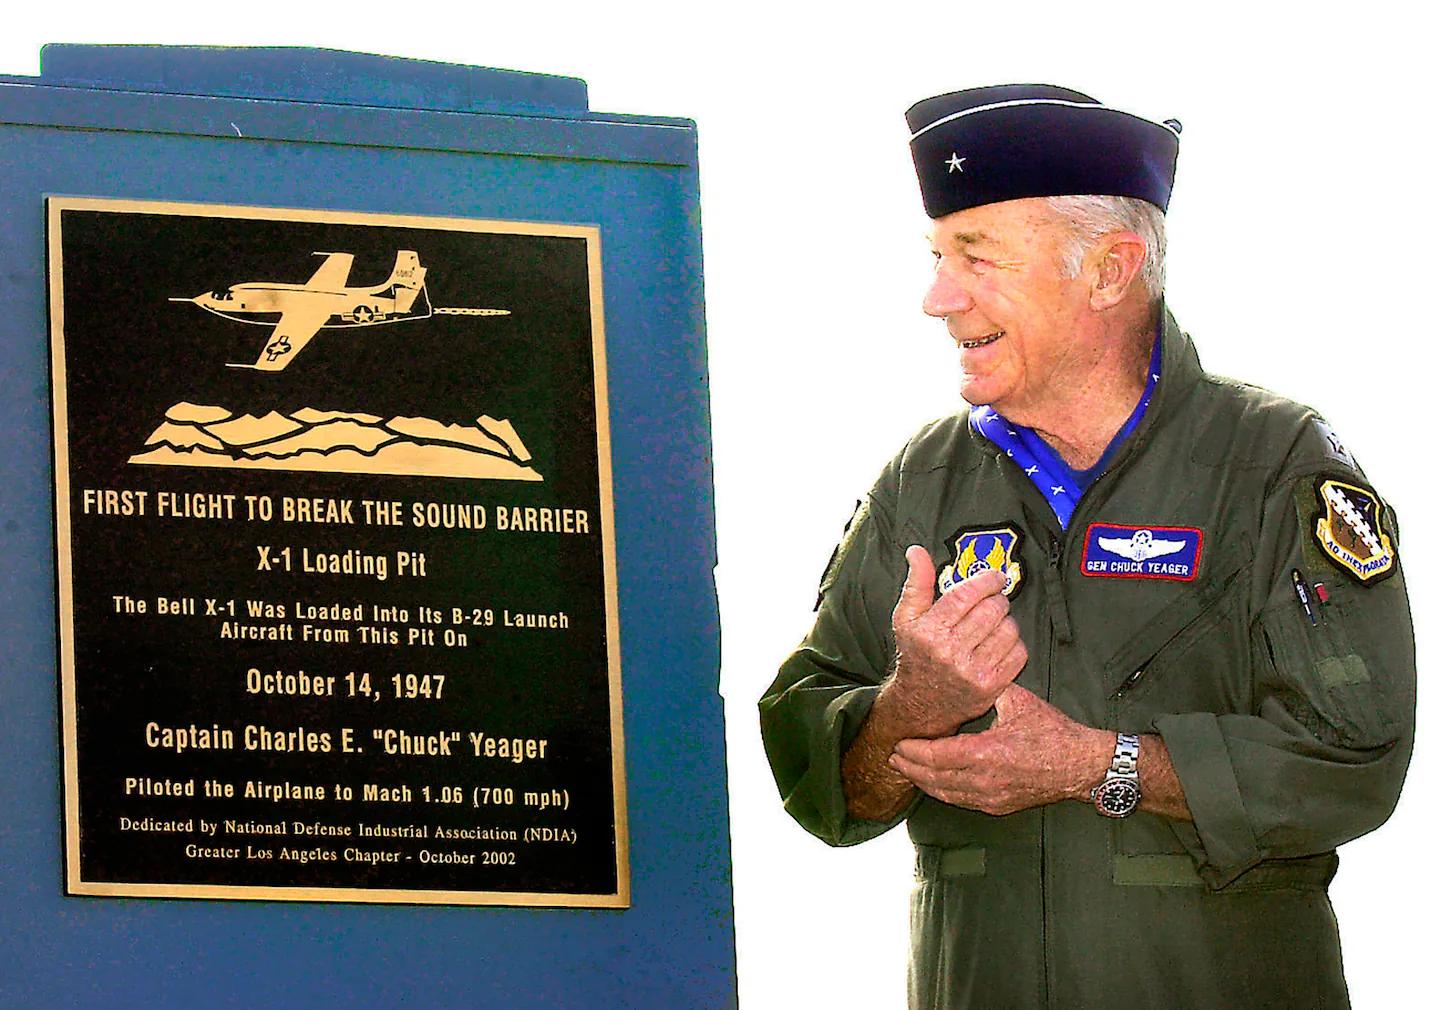 FIRST FLIGHT TO BREAK THE SOUND BARRIER
X-1 Loading Pit
The Bell X-1 Was Loaded Into Its B-29 Launch
Aircraft From This Pit On
October 14, 1947
Captain Charles E. "Chuck" Yeager
Piloted the Airplane to Mach 1.06 (700 mph)
Dedicated by National Defense Industrial Association (NDIA)
Greater Los Angeles Chapter - October 2002
GEN CHUCK YEAGER
AD INEXPLORATA